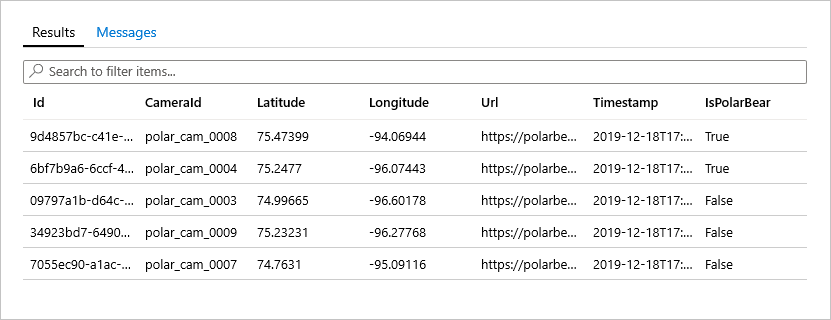 Results Messages
Search to filter items...
Id CameraId Latitude Longitude Url Timestamp IsPolarBear
9d4857bc-c41e-... polar_cam_0008 75.47399 -94.06944 https://polarbe... 2019-12-18T17:... True
6bf7b9a6-6ccf-4... polar_cam_0004 75.2477 -96.07443 https://polarbe... 2019-12-18T17:... True
09797a1b-d64c-... polar_cam_0003 74.99665 -96.60178 https://polarbe... 2019-12-18T17:... False
34923bd7-6490... polar_cam_0009 75.23231 -96.27768 https://polarbe... 2019-12-18T17:... False
7055ec90-a1ac-... polar_cam_0007 74.7631 -95.09116 https://polarbe... 2019-12-18T17:... False